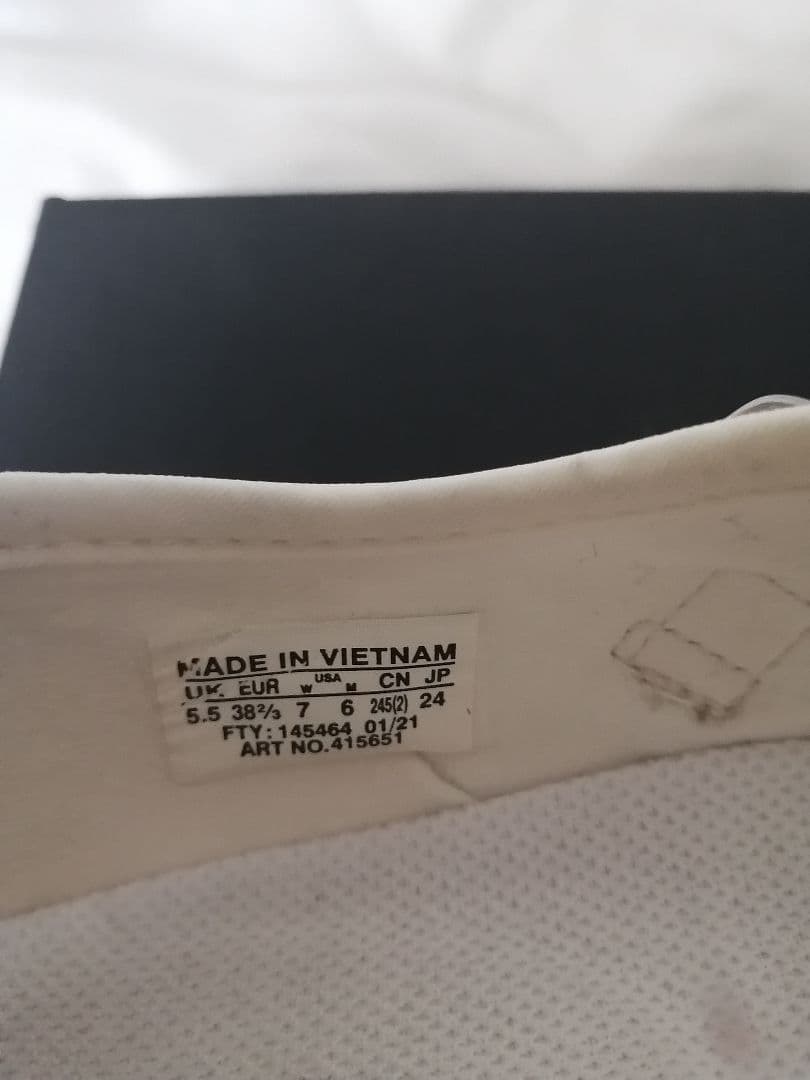 MADE IN VIETNAM
UK EUR W USA M CN JP
5.5 38⅔ 7 6 245(2) 24
FTY: 145464 01/21
ART NO.415651